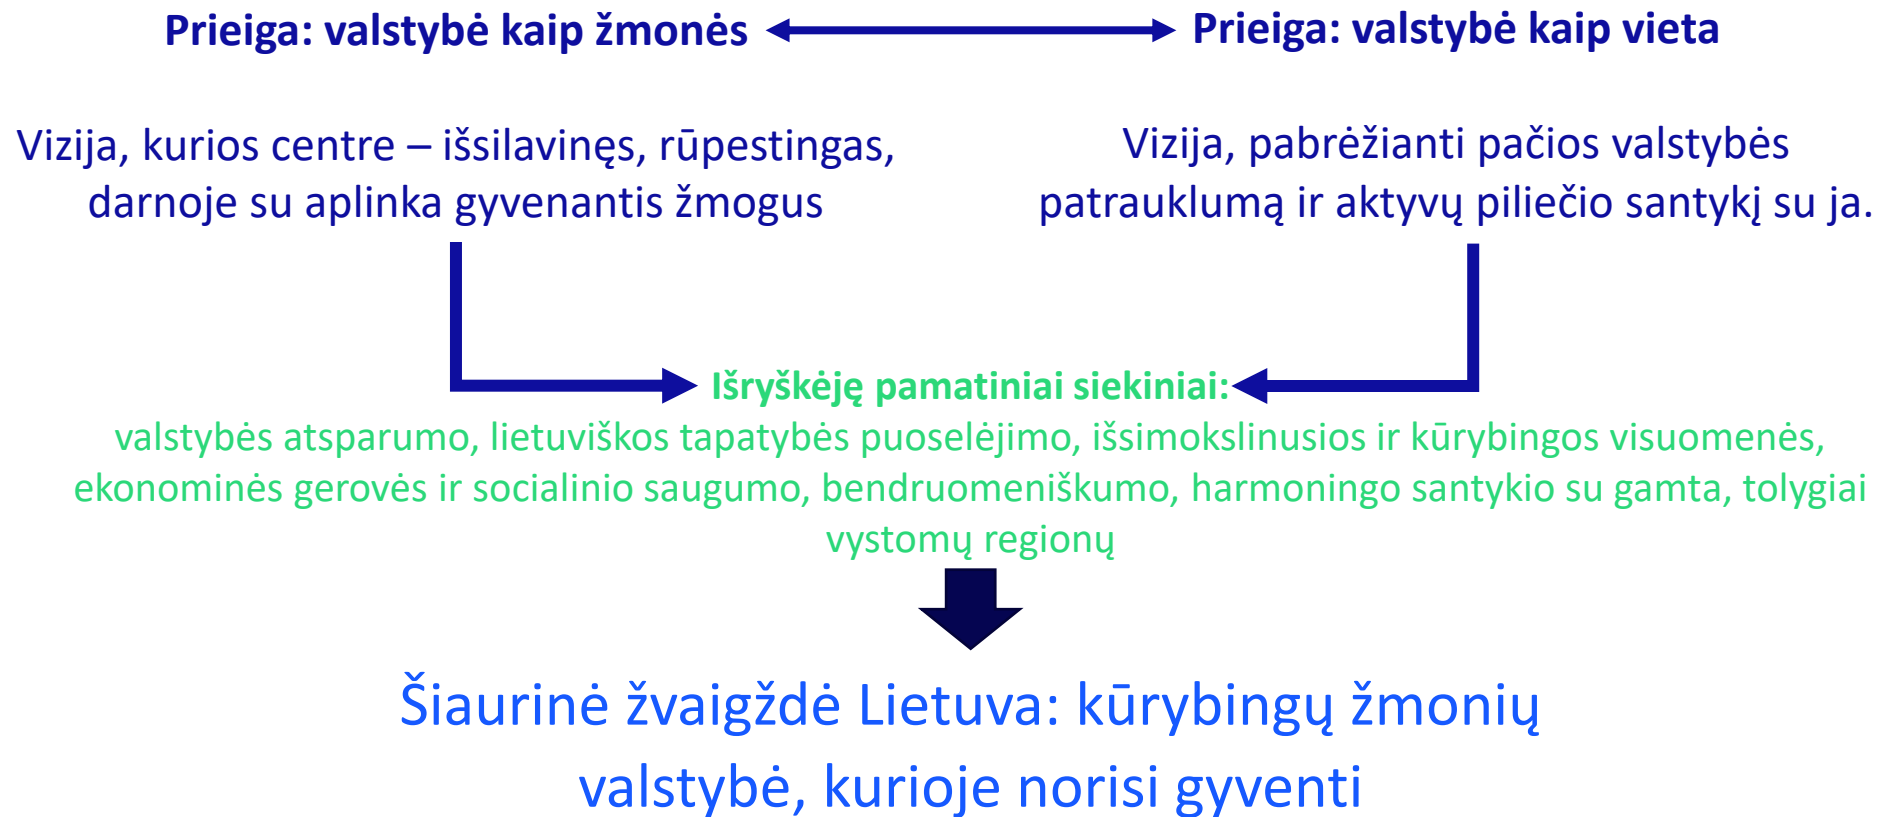 Prieiga: valstybė kaip žmonės
Prieiga: valstybė kaip vieta
Vizija, kurios centre – išsilavinęs, rūpestingas,
darnoje su aplinka gyvenantis žmogus
Vizija, pabrėžianti pačios valstybės
patrauklumą ir aktyvų piliečio santykį su ja.
Išryškėję pamatiniai siekiniai:
valstybės atsparumo, lietuviškos tapatybės puoselėjimo, išsimokslinusios ir kūrybingos visuomenės,
ekonominės gerovės ir socialinio saugumo, bendruomeniškumo, harmoningo santykio su gamta, tolygiai
vystomų regionų
Šiaurinė žvaigždė Lietuva: kūrybingų žmonių
valstybė, kurioje norisi gyventi